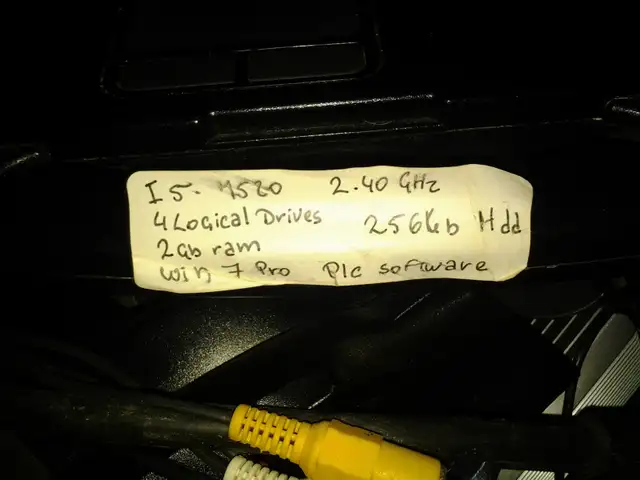 I5- M520 2.40 GHz
4 Logical Drives 256Gb Hdd
2Gb ram
Win 7 Pro Plc software